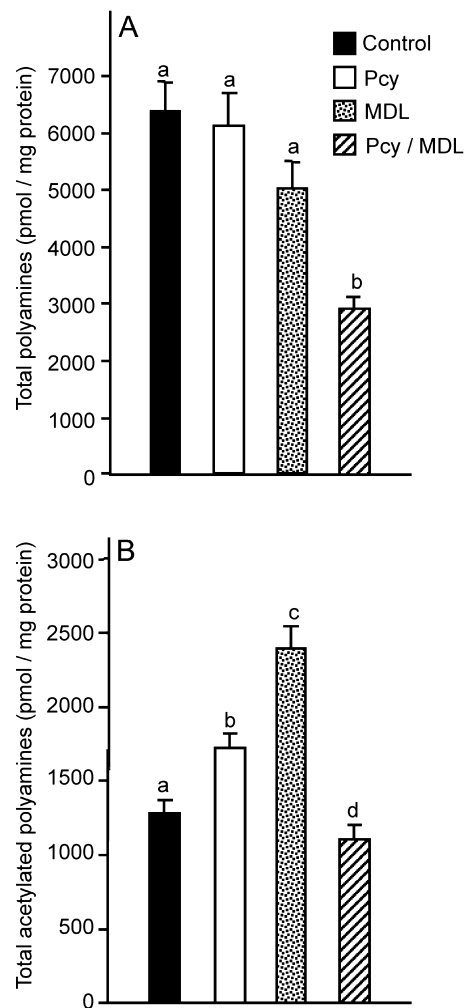 A
Control
Pcy
MDL
Pcy / MDL
Total polyamines (pmol / mg protein)
7000
6000
5000
4000
3000
2000
1000
0
a
a
a
b
B
Total acetylated polyamines (pmol / mg protein)
3000
2500
2000
1500
1000
500
0
a
b
c
d